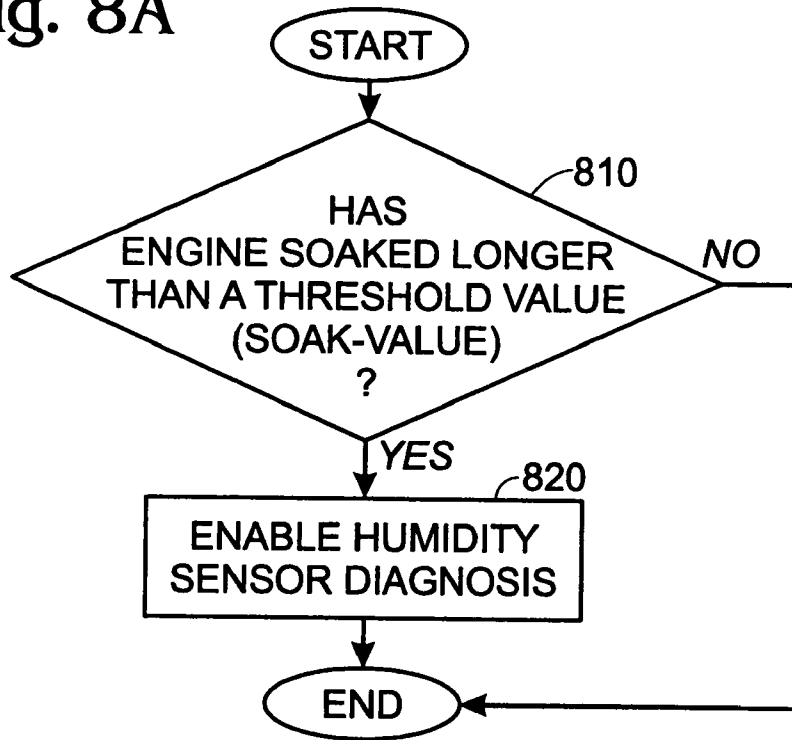 8A
START
810
HAS
ENGINE SOAKED LONGER
THAN A THRESHOLD VALUE
(SOAK-VALUE)
?
NO
YES
820
ENABLE HUMIDITY
SENSOR DIAGNOSIS
END